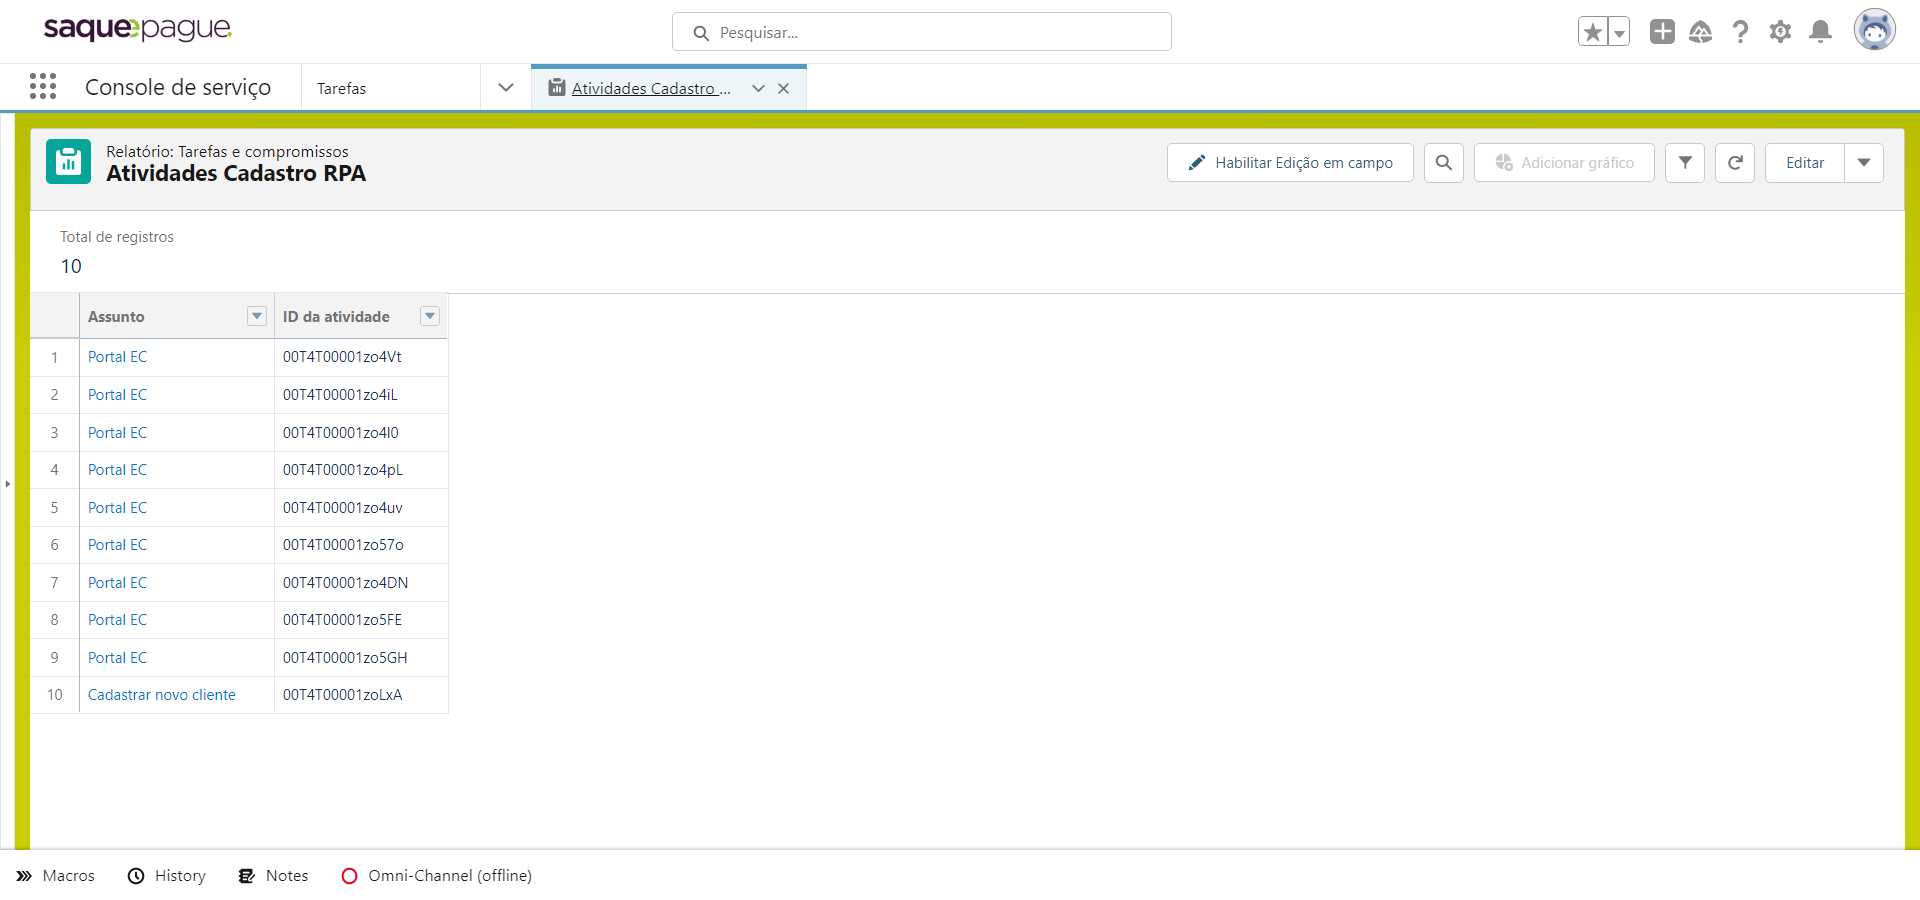 saqueepague
Pesquisar...
Console de serviço
Tarefas
Atividades Cadastro ...
Relatório: Tarefas e compromissos
Atividades Cadastro RPA
Habilitar Edição em campo
Adicionar gráfico
Editar
Total de registros
10
Assunto ID da atividade
1 Portal EC 00T4T00001zo4Vt
2 Portal EC 00T4T00001zo4iL
3 Portal EC 00T4T00001zo4l0
4 Portal EC 00T4T00001zo4pL
5 Portal EC 00T4T00001zo4uv
6 Portal EC 00T4T00001zo57o
7 Portal EC 00T4T00001zo4DN
8 Portal EC 00T4T00001zo5FE
9 Portal EC 00T4T00001zo5GH
10 Cadastrar novo cliente 00T4T00001zoLxA
Macros History Notes Omni-Channel (offline)